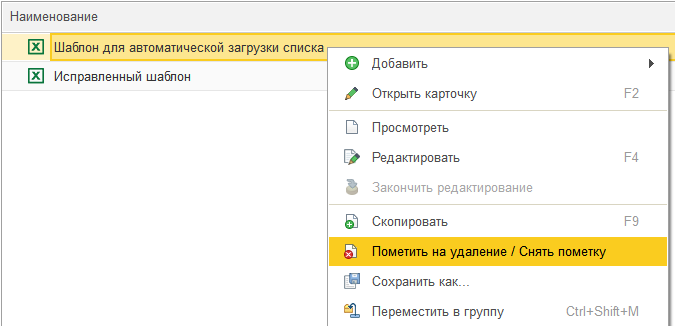 Наименование
Шаблон для автоматической загрузки списка
Исправленный шаблон
Добавить
Открыть карточку F2
Просмотреть
Редактировать F4
Закончить редактирование
Скопировать F9
Пометить на удаление / Снять пометку
Сохранить как...
Переместить в группу Ctrl+Shift+M